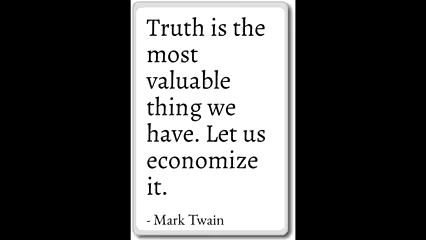 Truth is the
most
valuable
thing we
have. Let us
economize
it.
- Mark Twain